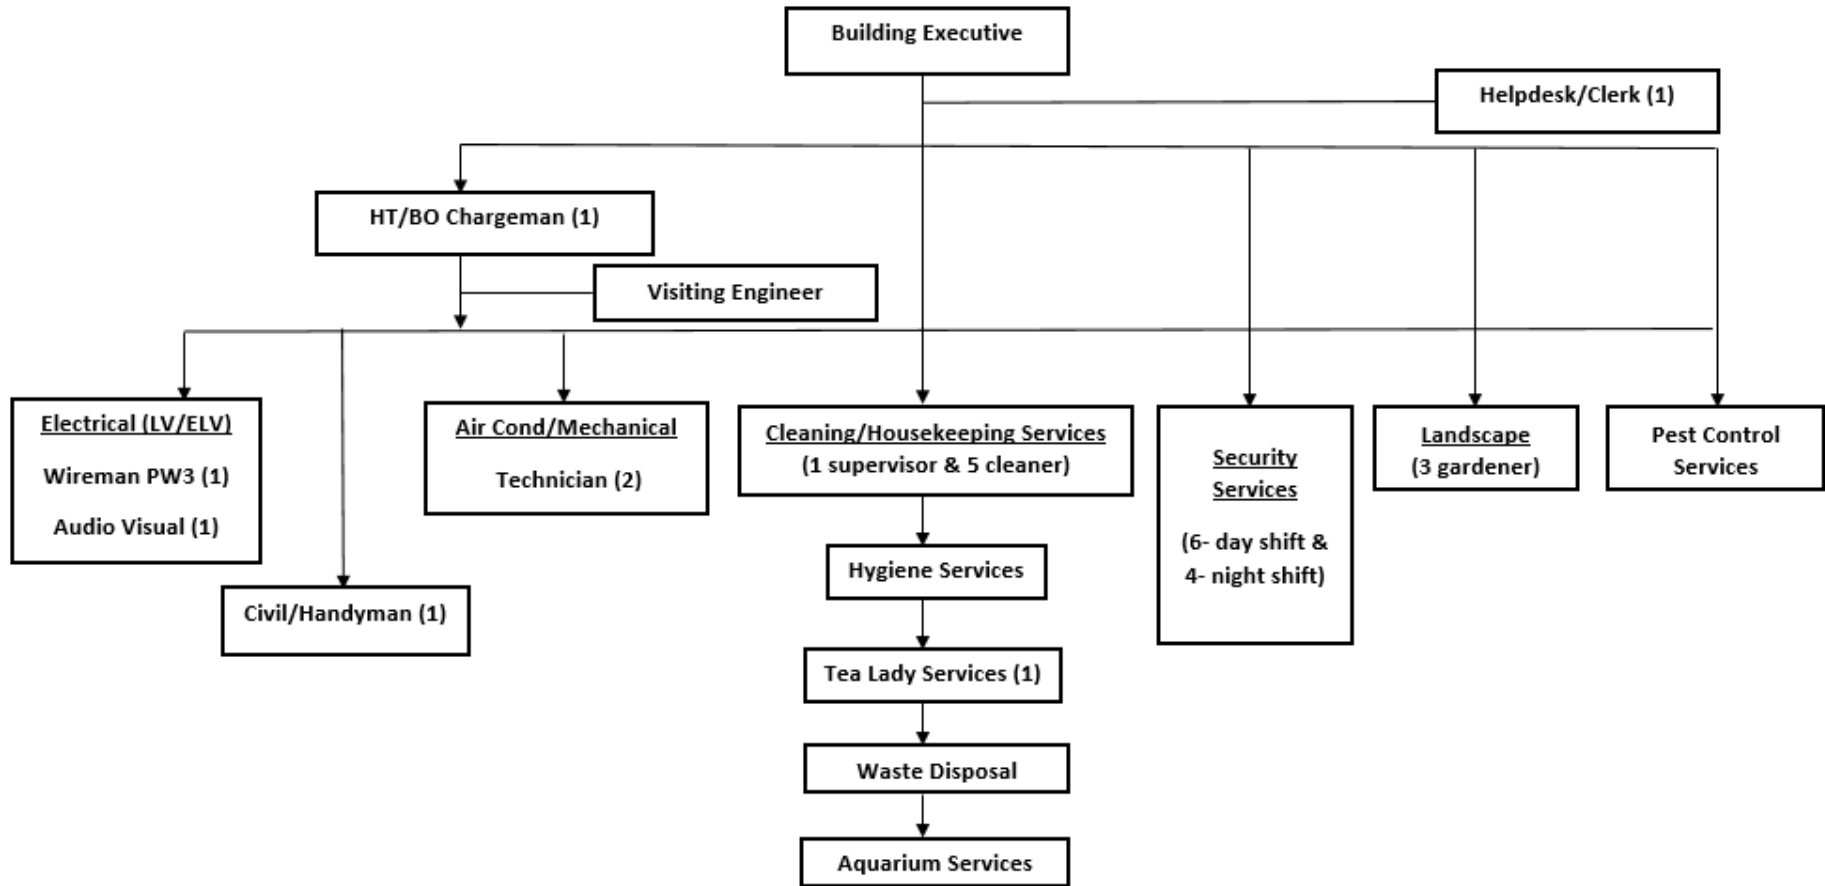 Building Executive
Helpdesk/Clerk (1)
HT/BO Chargeman (1)
Visiting Engineer
Electrical (LV/ELV)
Wireman PW3 (1)
Audio Visual (1)
Civil/Handyman (1)
Air Cond/Mechanical
Technician (2)
Cleaning/Housekeeping Services
(1 supervisor & 5 cleaner)
Hygiene Services
Tea Lady Services (1)
Waste Disposal
Aquarium Services
Security
Services
(6- day shift &
4- night shift)
Landscape
(3 gardener)
Pest Control
Services